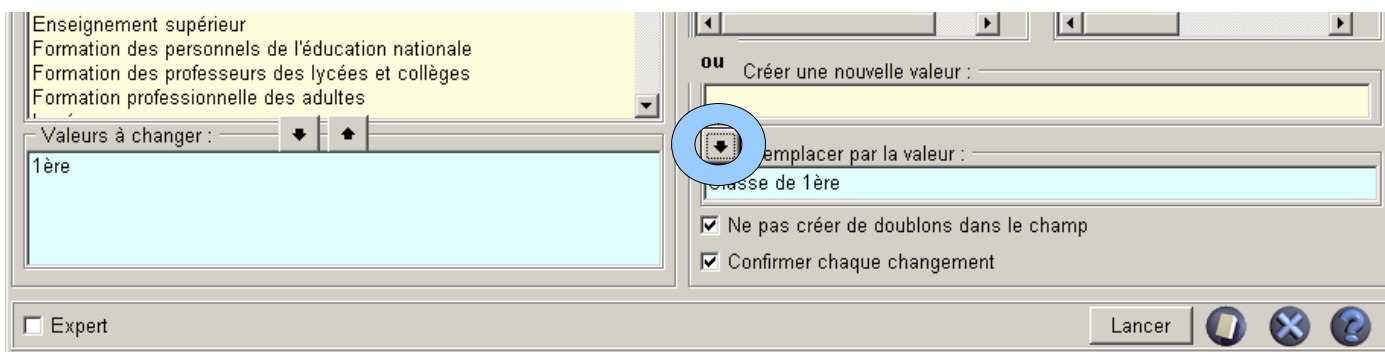 Enseignement supérieur
Formation des personnels de l'éducation nationale
Formation des professeurs des lycées et collèges
Formation professionnelle des adultes
Valeurs à changer :
1ère
ou
Créer une nouvelle valeur :
emplacer par la valeur :
Classe de 1ère
Ne pas créer de doublons dans le champ
Confirmer chaque changement
Expert
Lancer